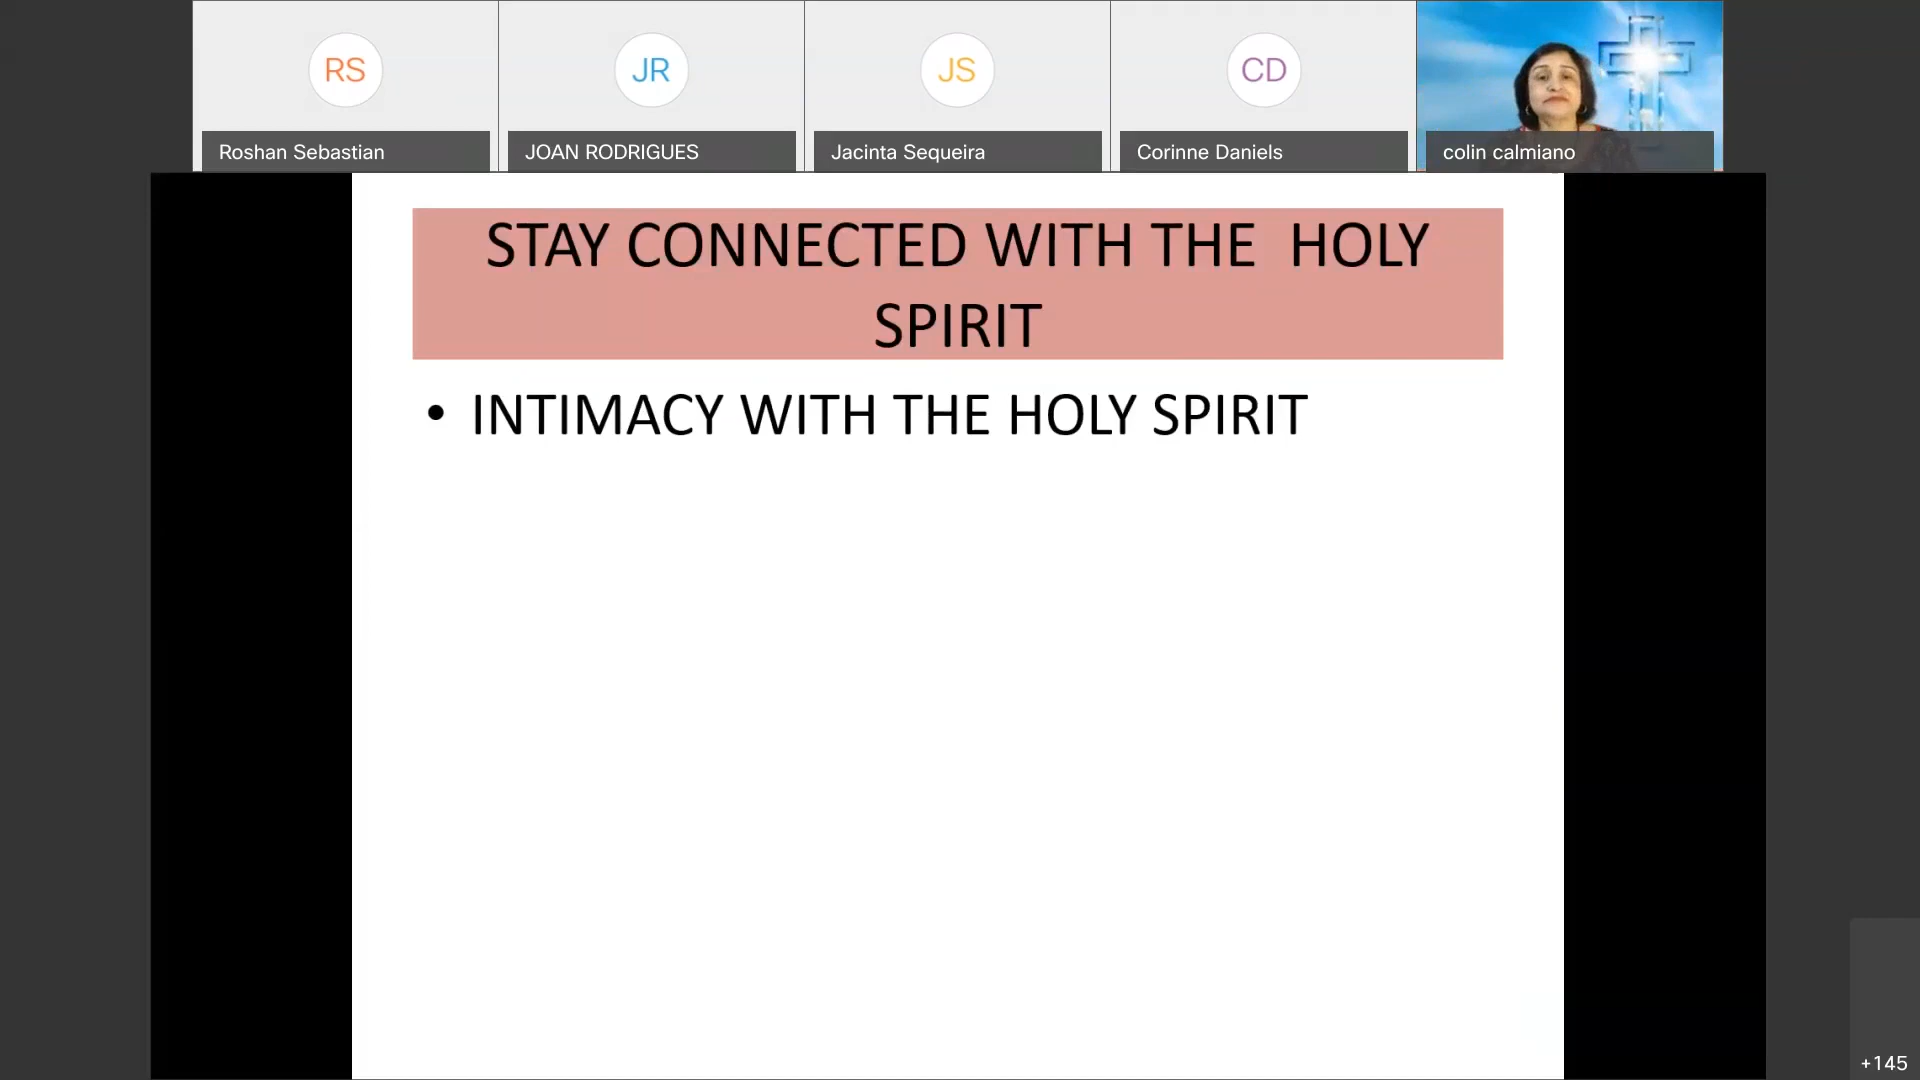 RS
JR
JS
CD
Roshan Sebastian
JOAN RODRIGUES
Jacinta Sequeira
Corinne Daniels
colin calmiano
STAY CONNECTED WITH THE  HOLY
SPIRIT
• INTIMACY WITH THE HOLY SPIRIT
+145